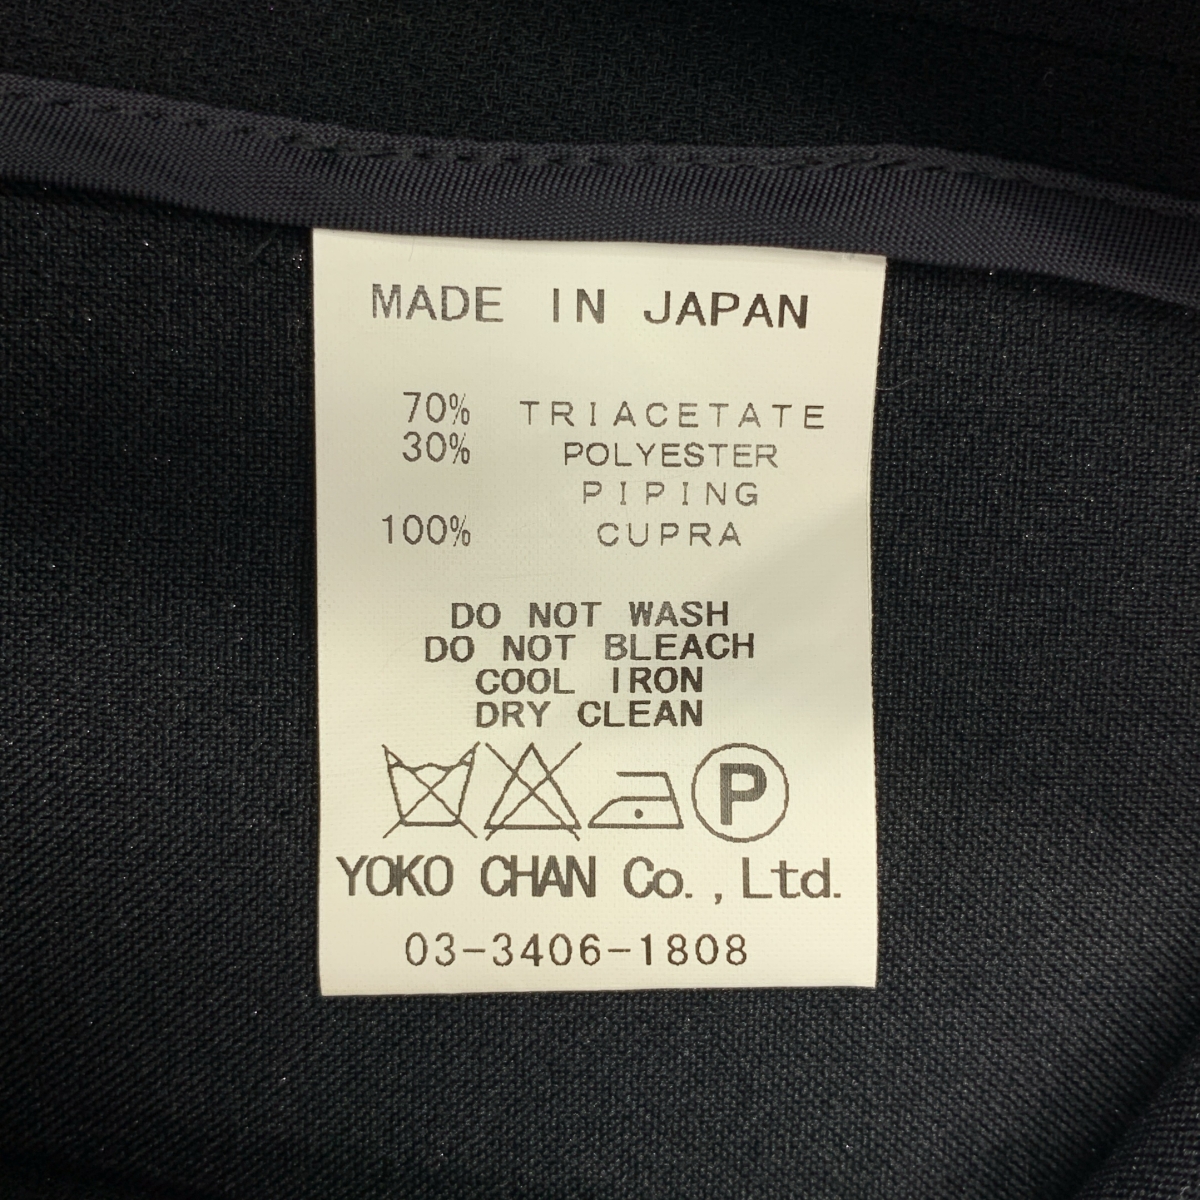 MADE IN JAPAN
70% TRIACETATE
30% POLYESTER
PIPING
100% CUPRA
DO NOT WASH
DO NOT BLEACH
COOL IRON
DRY CLEAN
P
YOKO CHAN Co.,Ltd.
03-3406-1808